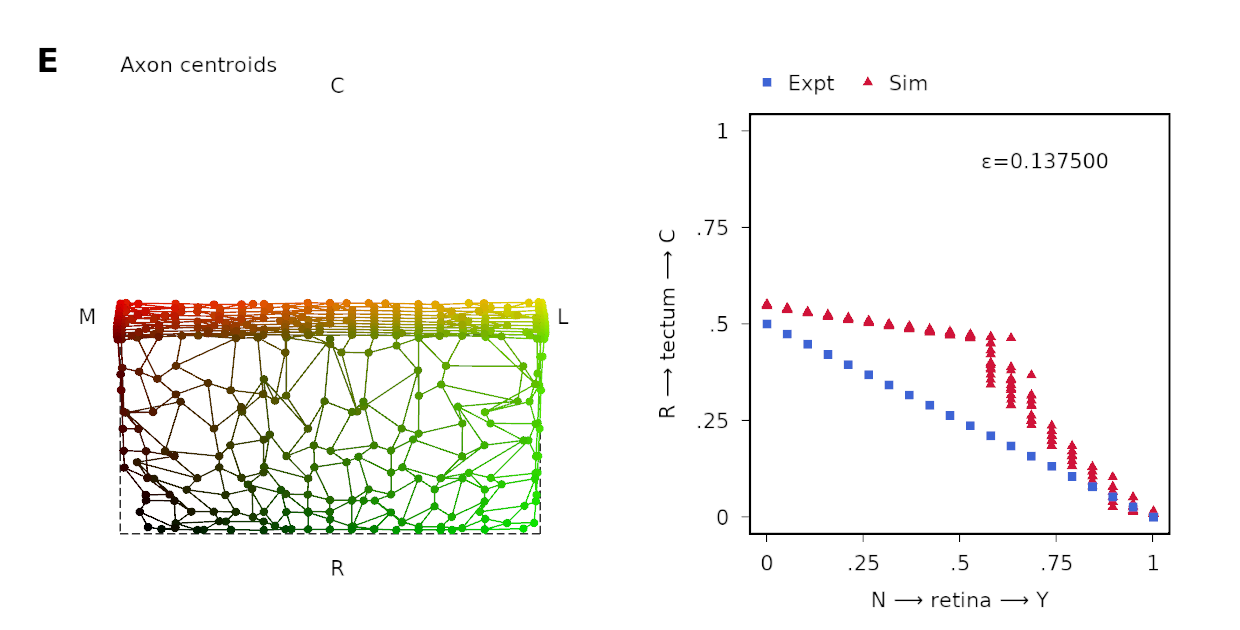 E
Axon centroids
C
M
L
R
Expt
Sim
ε=0.137500
1
.75
.5
.25
0
R ⟶ tectum ⟶ C
0
.25
.5
.75
1
N ⟶ retina ⟶ Y